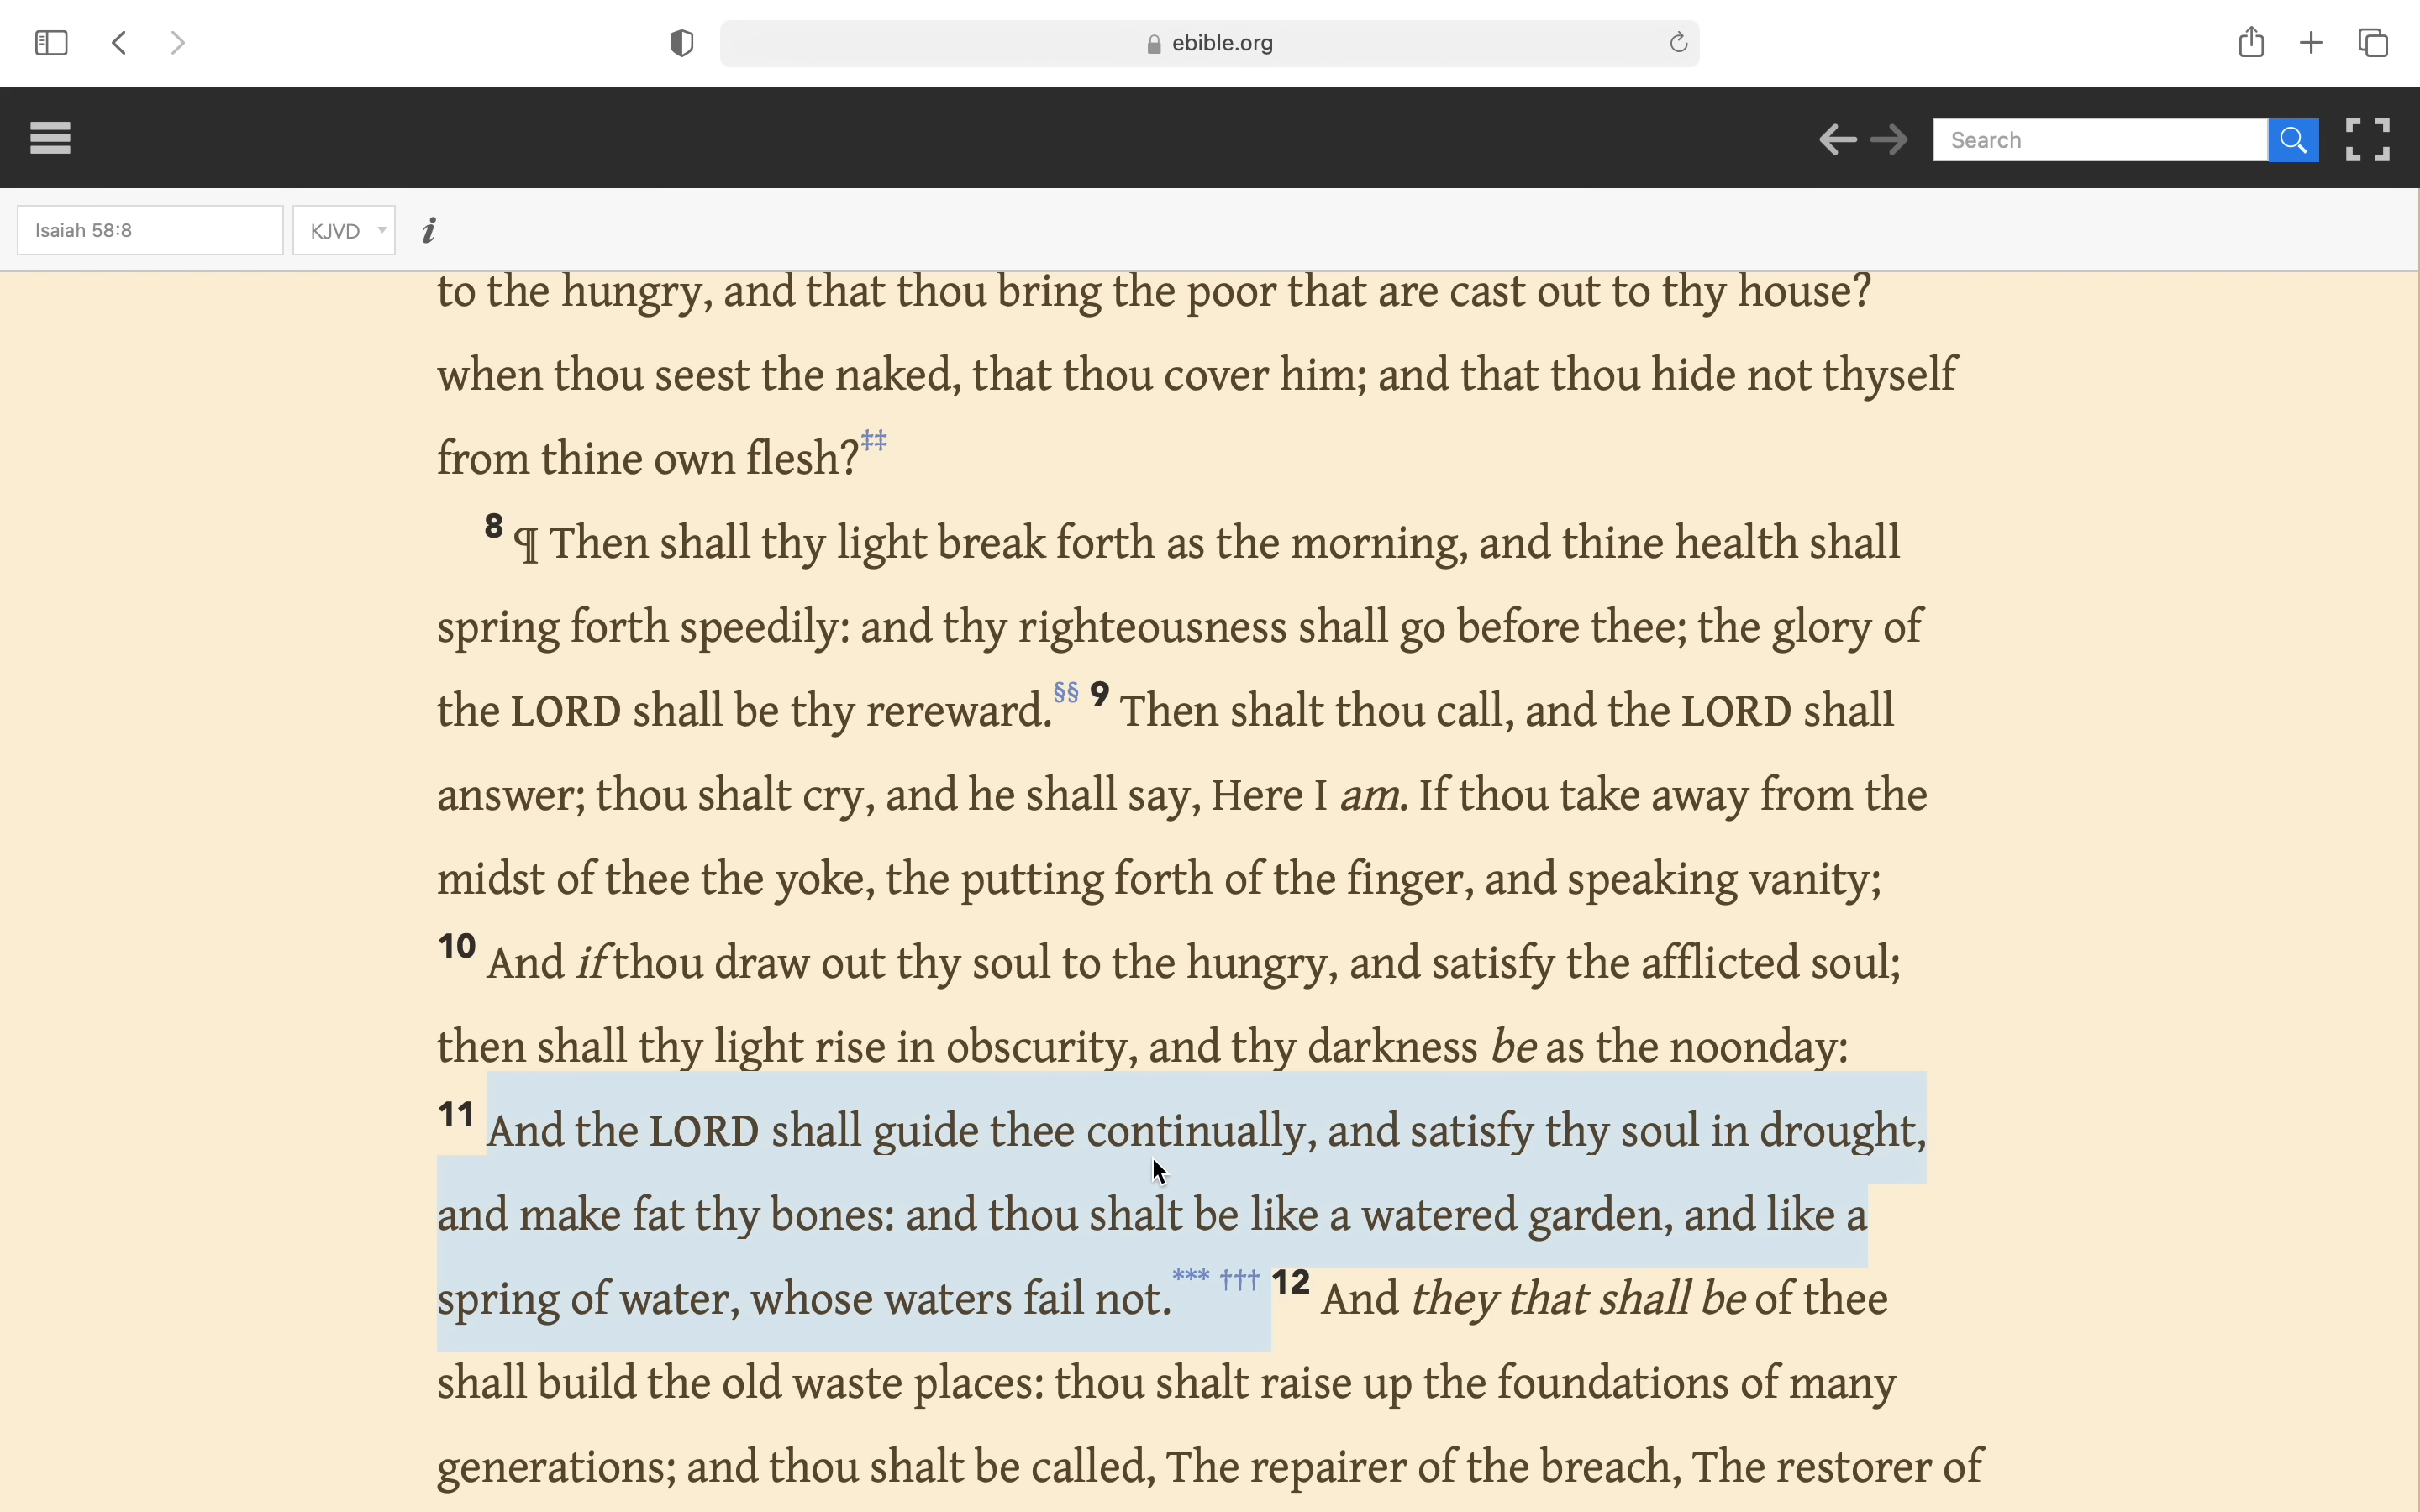 ebible.org
Search
Isaiah 58:8 KJVD i
to the hungry, and that thou bring the poor that are cast out to thy house?
when thou seest the naked, that thou cover him; and that thou hide not thyself
from thine own flesh?‡‡
8 ¶ Then shall thy light break forth as the morning, and thine health shall
spring forth speedily: and thy righteousness shall go before thee; the glory of
the LORD shall be thy rereward.§§ 9 Then shalt thou call, and the LORD shall
answer; thou shalt cry, and he shall say, Here I am. If thou take away from the
midst of thee the yoke, the putting forth of the finger, and speaking vanity;
10 And if thou draw out thy soul to the hungry, and satisfy the afflicted soul;
then shall thy light rise in obscurity, and thy darkness be as the noonday:
11 And the LORD shall guide thee continually, and satisfy thy soul in drought,
and make fat thy bones: and thou shalt be like a watered garden, and like a
spring of water, whose waters fail not.*** ††† 12 And they that shall be of thee
shall build the old waste places: thou shalt raise up the foundations of many
generations; and thou shalt be called, The repairer of the breach, The restorer of